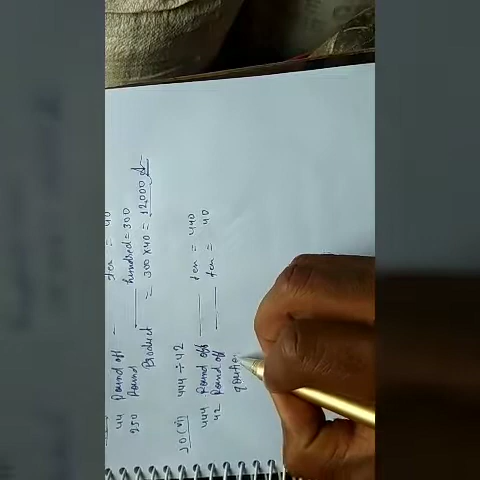 44 Round off ten = 40
250 Round hundred = 300
Product = 300 × 40 = 12000
10 (vi) 444 ÷ 42
444 Round off ten = 440
42 Round off ten = 40